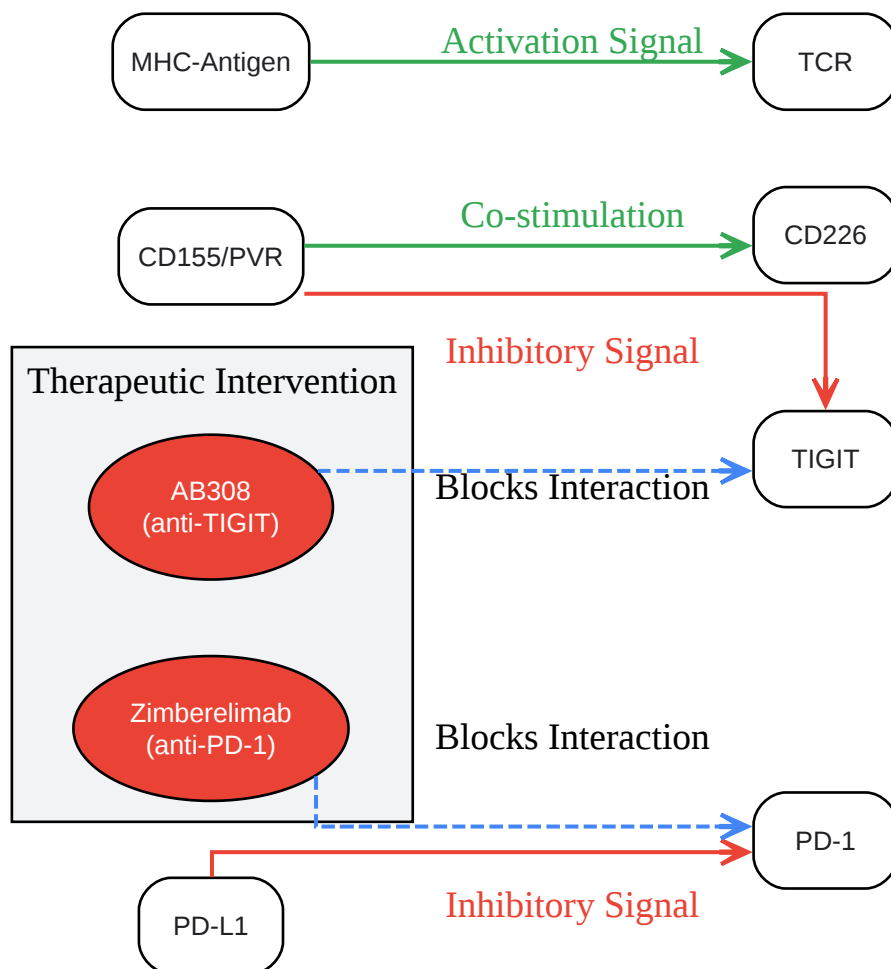 Activation Signal
MHC-Antigen
TCR
Co-stimulation
CD226
CD155/PVR
Inhibitory Signal
Therapeutic Intervention
TIGIT
AB308
(anti-TIGIT)
Blocks Interaction
Zimberelimab
(anti-PD-1)
Blocks Interaction
PD-1
Inhibitory Signal
PD-L1